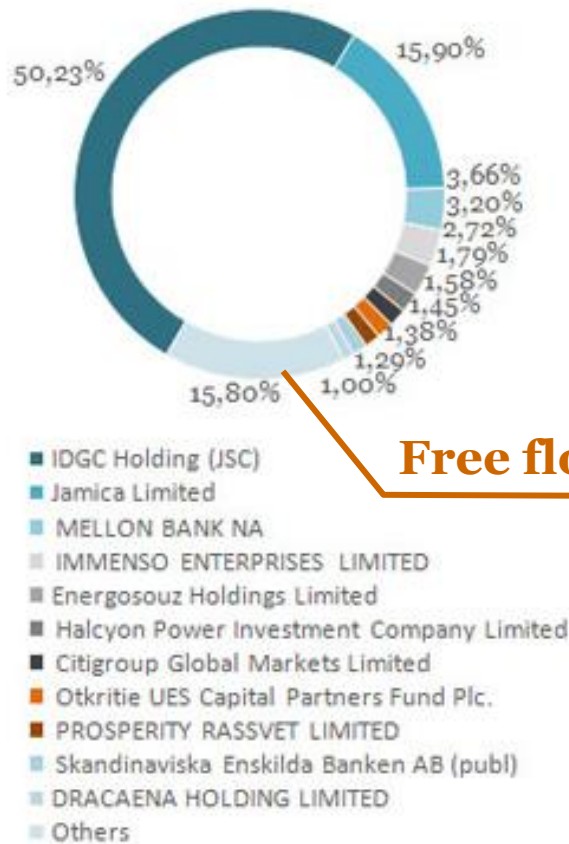 50,23%
15,90%
3,66%
3,20%
2,72%
1,79%
1,58%
1,45%
1,38%
1,29%
1,00%
15,80%
Free flo
IDGC Holding (JSC)
Jamica Limited
MELLON BANK NA
IMMENSO ENTERPRISES LIMITED
Energosouz Holdings Limited
Halcyon Power Investment Company Limited
Citigroup Global Markets Limited
Otkritie UES Capital Partners Fund Plc.
PROSPERITY RASSVET LIMITED
Skandinaviska Enskilda Banken AB (publ)
DRACAENA HOLDING LIMITED
Others